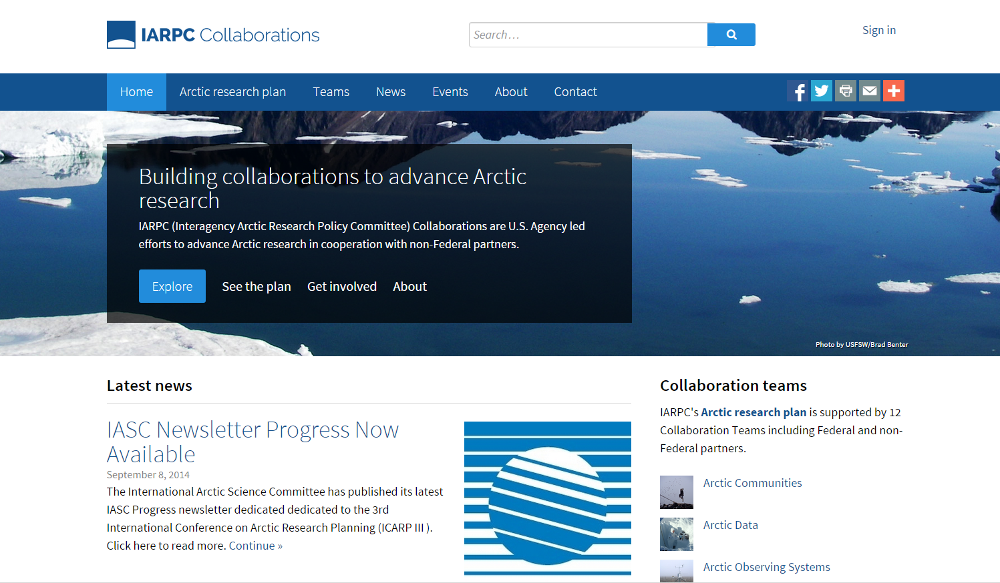 IARPC Collaborations
Search...
Sign in
Home
Arctic research plan
Teams
News
Events
About
Contact
Building collaborations to advance Arctic
research
IARPC (Interagency Arctic Research Policy Committee) Collaborations are U.S. Agency led
efforts to advance Arctic research in cooperation with non-Federal partners.
Explore
See the plan
Get involved
About
Photo by USFSW/Brad Benter
Latest news
IASC Newsletter Progress Now
Available
September 8, 2014
The International Arctic Science Committee has published its latest
IASC Progress newsletter dedicated dedicated to the 3rd
International Conference on Arctic Research Planning (ICARP III ).
Click here to read more. Continue »
Collaboration teams
IARPC's Arctic research plan is supported by 12
Collaboration Teams including Federal and non-
Federal partners.
Arctic Communities
Arctic Data
Arctic Observing Systems